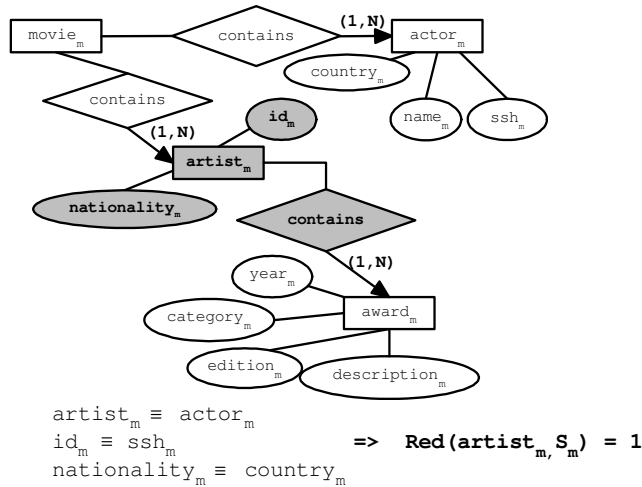 movie_m
contains
(1,N)
actor_m
country_m
contains
name_m
ssh_m
(1,N)
id_m
artist_m
nationality_m
contains
(1,N)
year_m
category_m
award_m
edition_m
description_m
artist_m ≡ actor_m
id_m ≡ ssh_m => Red(artist_m, S_m) = 1
nationality_m ≡ country_m